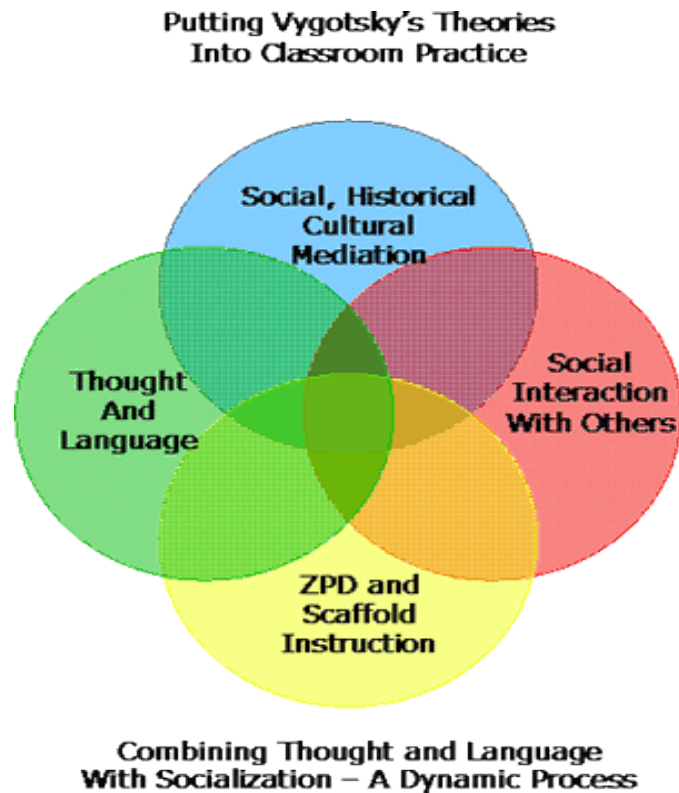 Putting Vygotsky's Theories
Into Classroom Practice
Social, Historical
Cultural
Mediation
Thought
And
Language
Social
Interaction
With Others
ZPD and
Scaffold
Instruction
Combining Thought and Language
With Socialization – A Dynamic Process